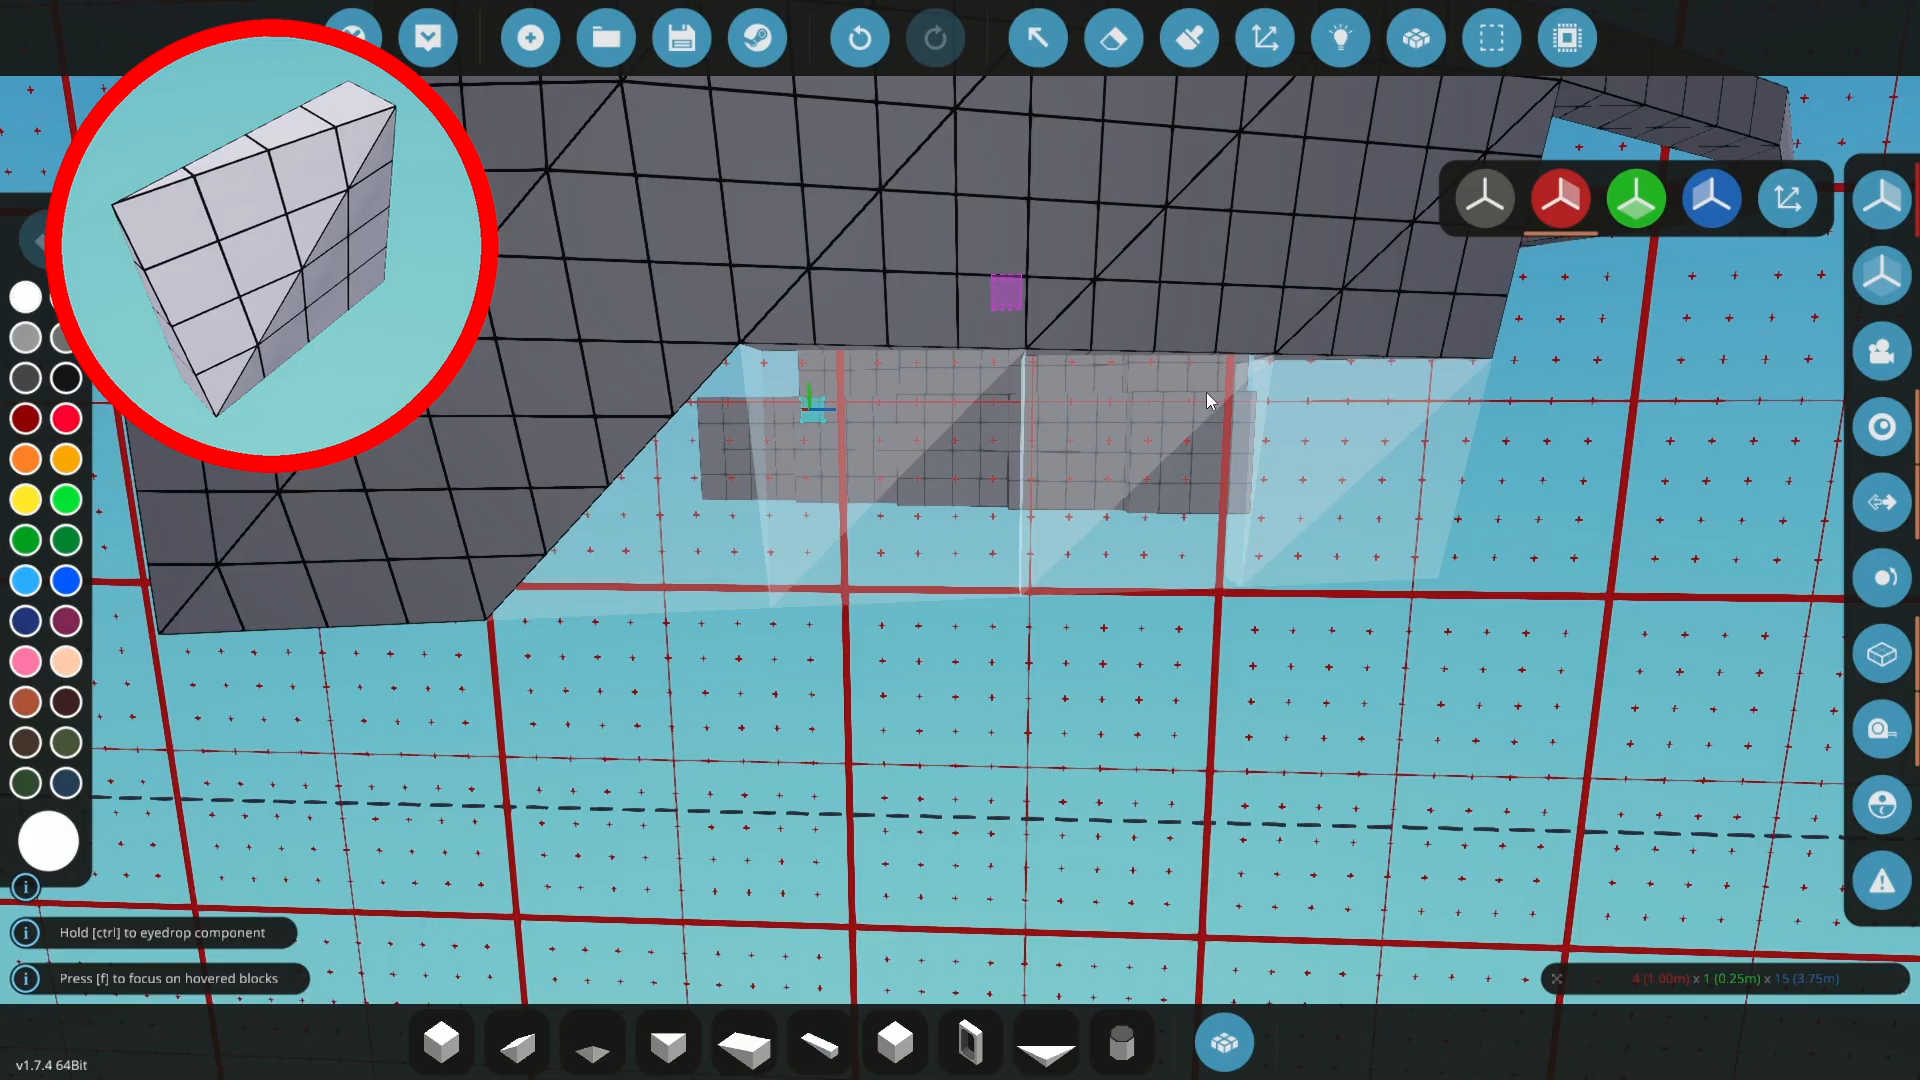 Hold [ctrl] to eyedrop component
Press [f] to focus on hovered blocks
4 (1.00m) x 1 (0.25m) x 15 (3.75m)
v1.7.4 64Bit